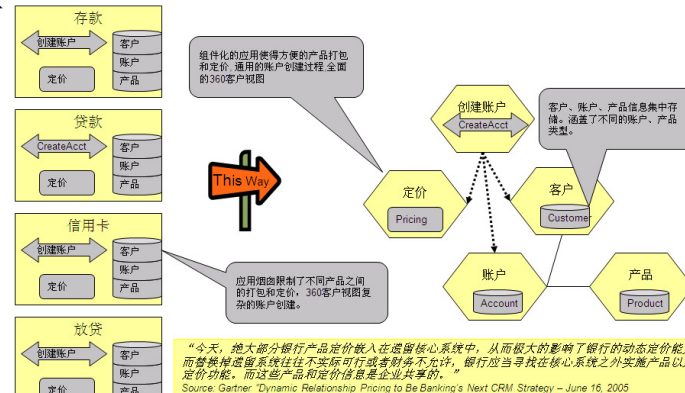 存款
创建账户
客户
账户
产品
定价
贷款
CreateAcct
客户
账户
产品
定价
信用卡
创建账户
客户
账户
产品
定价
放贷
创建账户
客户
账户
产品
定价
This Way
组件化的应用使得方便的产品打包
和定价,通用的账户创建过程,全面
的360客户视图
应用烟囱限制了不同产品之间
的打包和定价，360客户视图复
杂的账户创建。
创建账户
CreateAcct
客户、账户、产品信息集中存
储。涵盖了不同的账户、产品
类型。
定价
Pricing
客户
Customer
账户
Account
产品
Product
“今天，绝大部分银行产品定价嵌入在遗留核心系统中，从而极大的影响了银行的动态定价能
而替换掉遗留系统往往不实际可行或者财务不允许，银行应当寻找在核心系统之外实施产品以
定价功能。而这些产品和定价信息是企业共享的。”
Source: Gartner “Dynamic Relationship Pricing to Be Banking's Next CRM Strategy – June 16, 2005